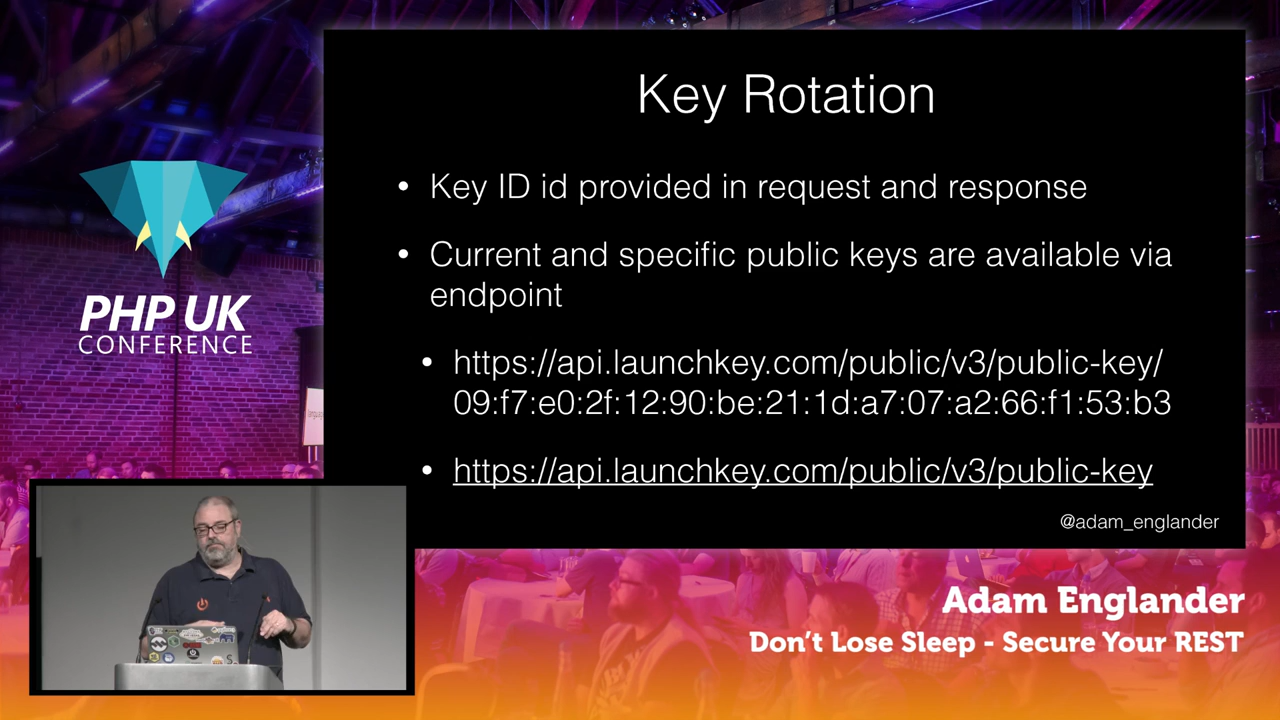 Key Rotation
• Key ID id provided in request and response
• Current and specific public keys are available via
endpoint
• https://api.launchkey.com/public/v3/public-key/
09:f7:e0:2f:12:90:be:21:1d:a7:07:a2:66:f1:53:b3
• https://api.launchkey.com/public/v3/public-key
@adam_englander
PHP UK
CONFERENCE
Adam Englander
Don't Lose Sleep - Secure Your REST